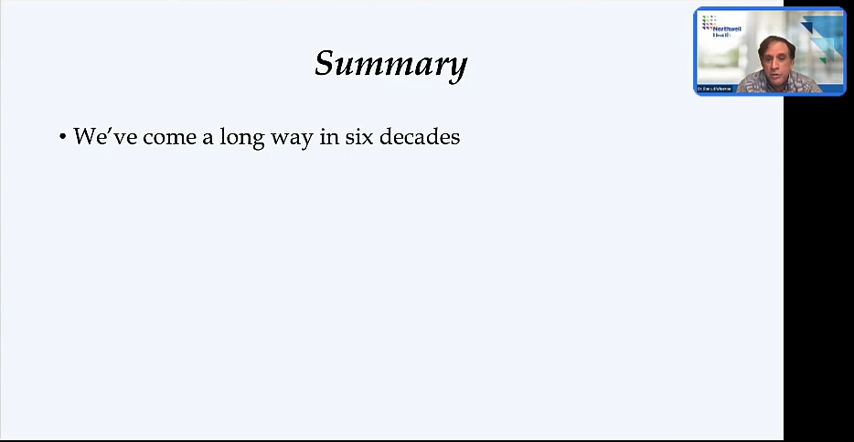 Summary
• We've come a long way in six decades
Northwell
Health